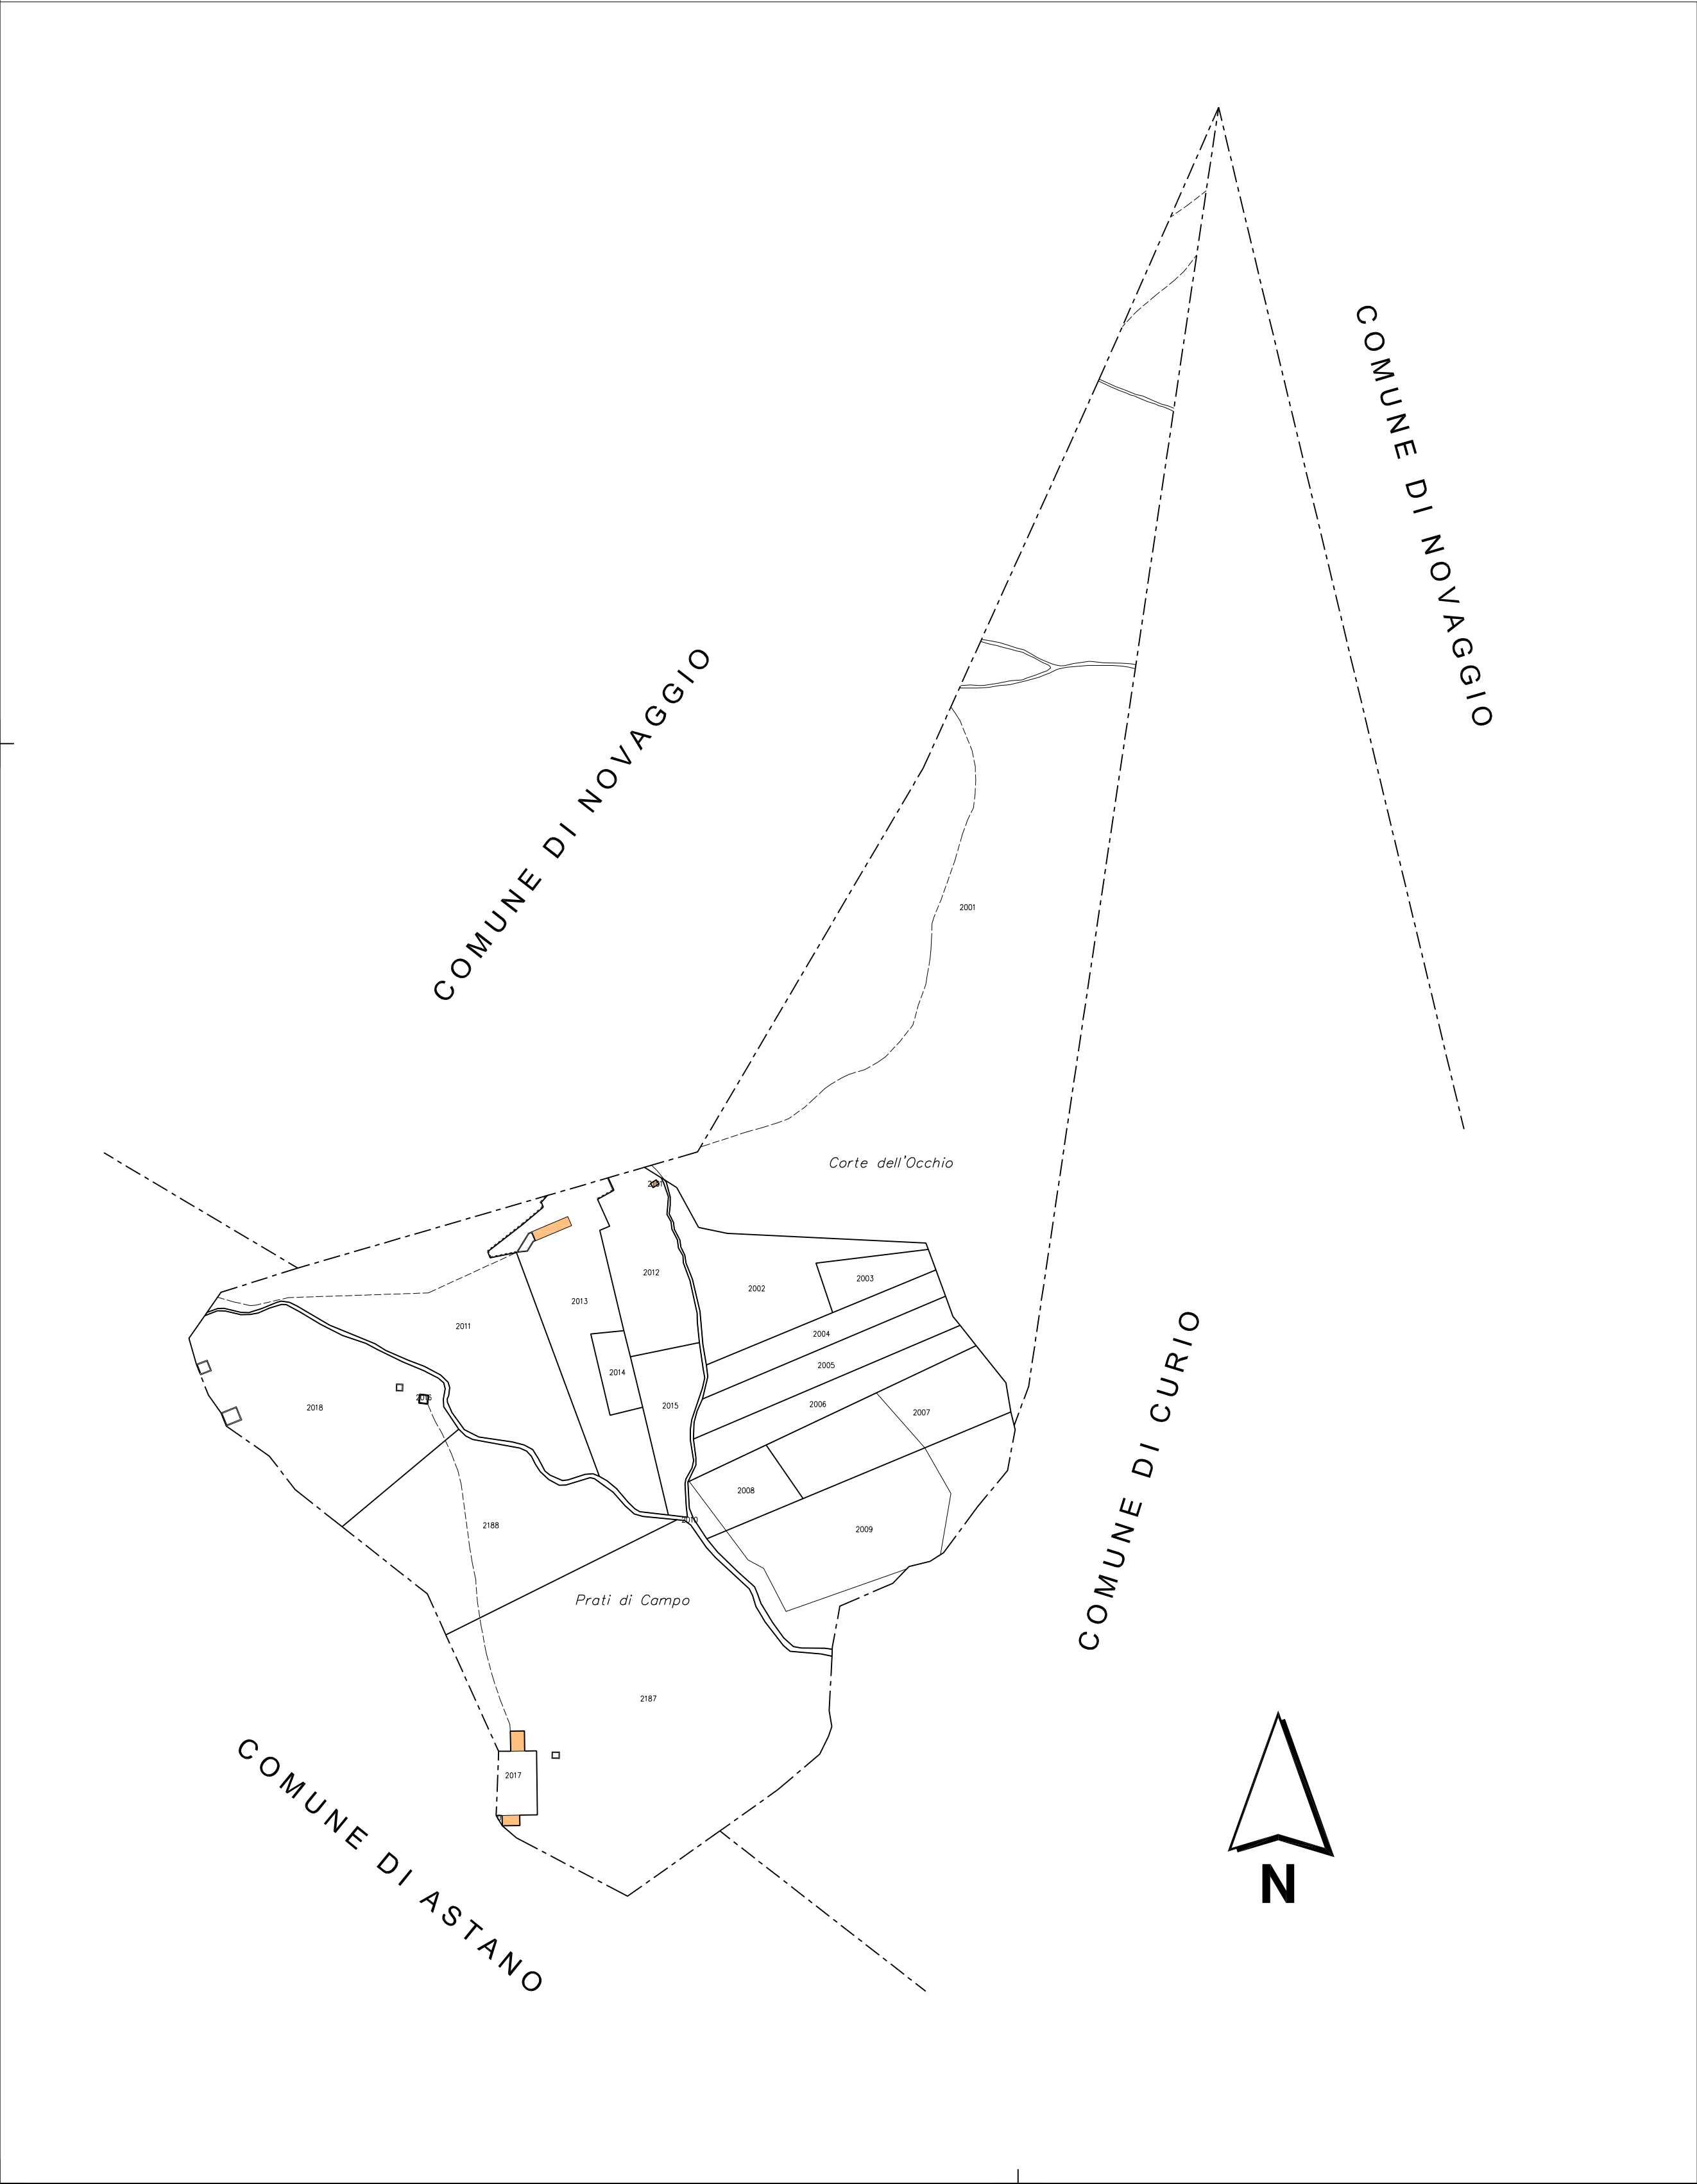 COMUNE DI NOVAGGIO
COMUNE DI NOVAGGIO
2001
Corte dell'Occhio
2012
2002
2003
2013
2011
2004
2005
2014
2015
2006
2018
2007
2008
2188
2010
2009
COMUNE DI CURIO
Prati di Campo
2187
2017
COMUNE DI ASTANO
N